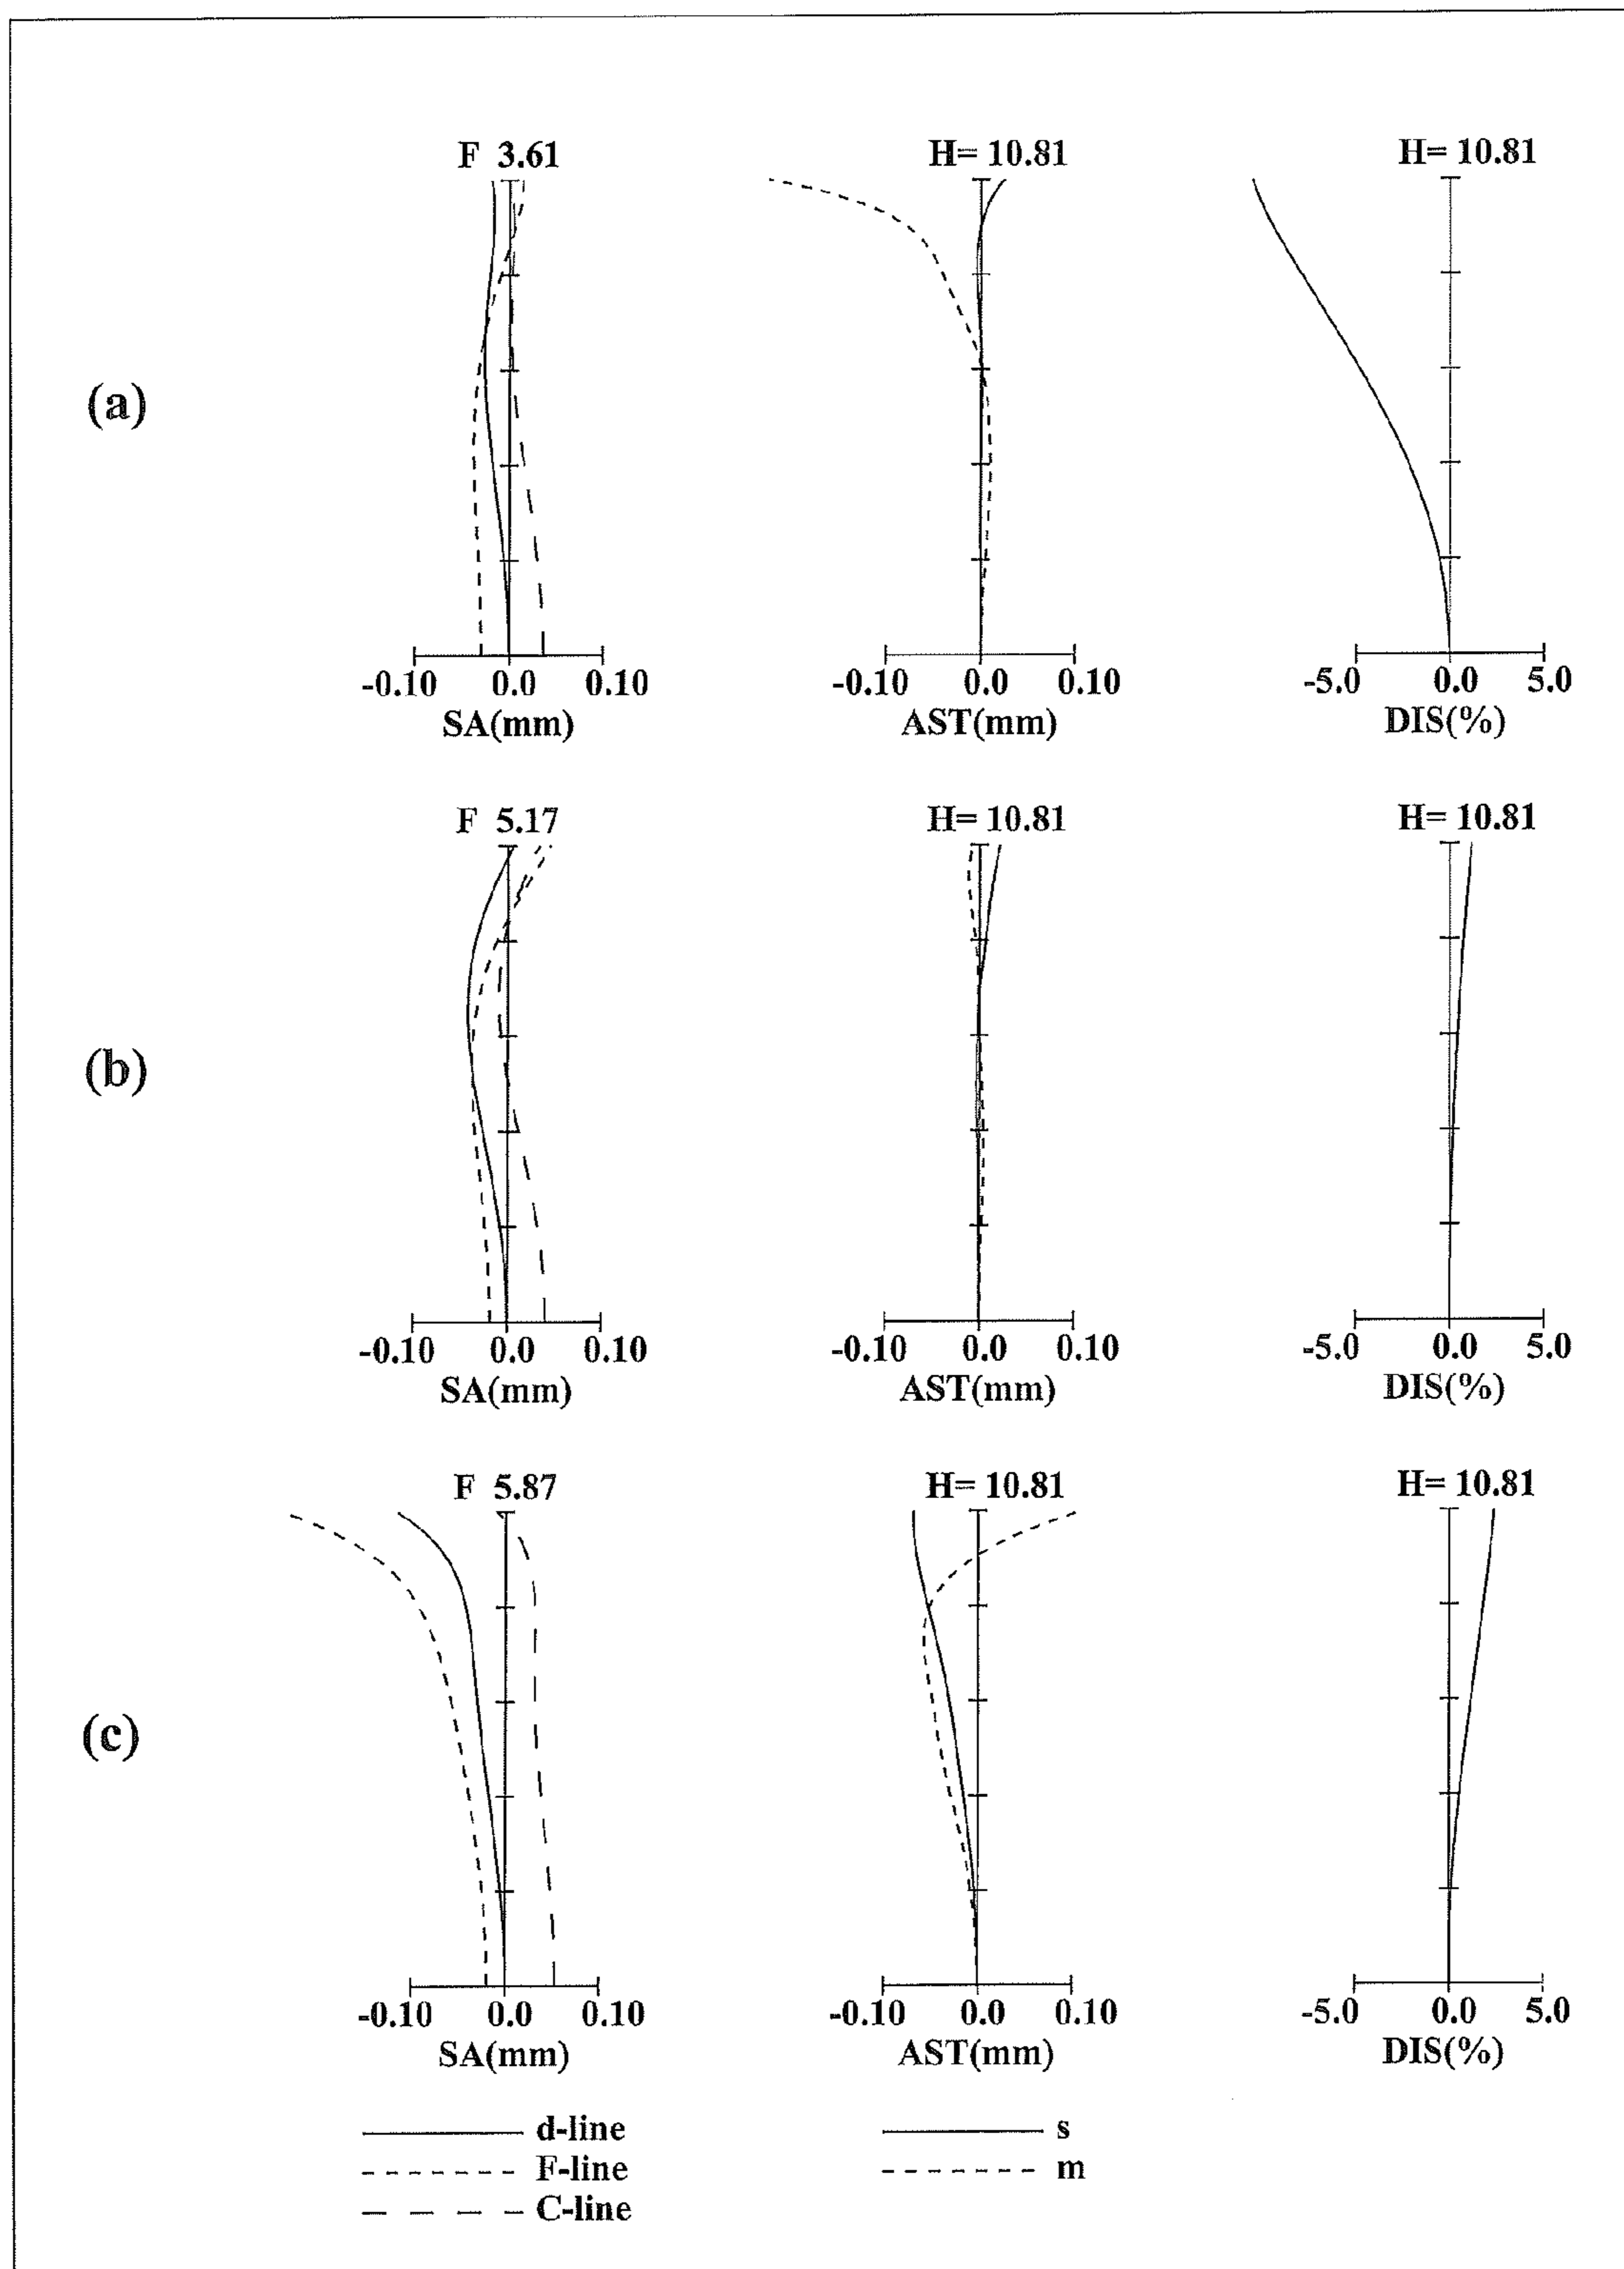 F 3.61
H= 10.81
H= 10.81
(a)
-0.10 0.0 0.10
SA(mm)
-0.10 0.0 0.10
AST(mm)
-5.0 0.0 5.0
DIS(%)
F 5.17
H= 10.81
H= 10.81
(b)
-0.10 0.0 0.10
SA(mm)
-0.10 0.0 0.10
AST(mm)
-5.0 0.0 5.0
DIS(%)
F 5.87
H= 10.81
H= 10.81
(c)
-0.10 0.0 0.10
SA(mm)
-0.10 0.0 0.10
AST(mm)
-5.0 0.0 5.0
DIS(%)
d-line
F-line
C-line
s
m